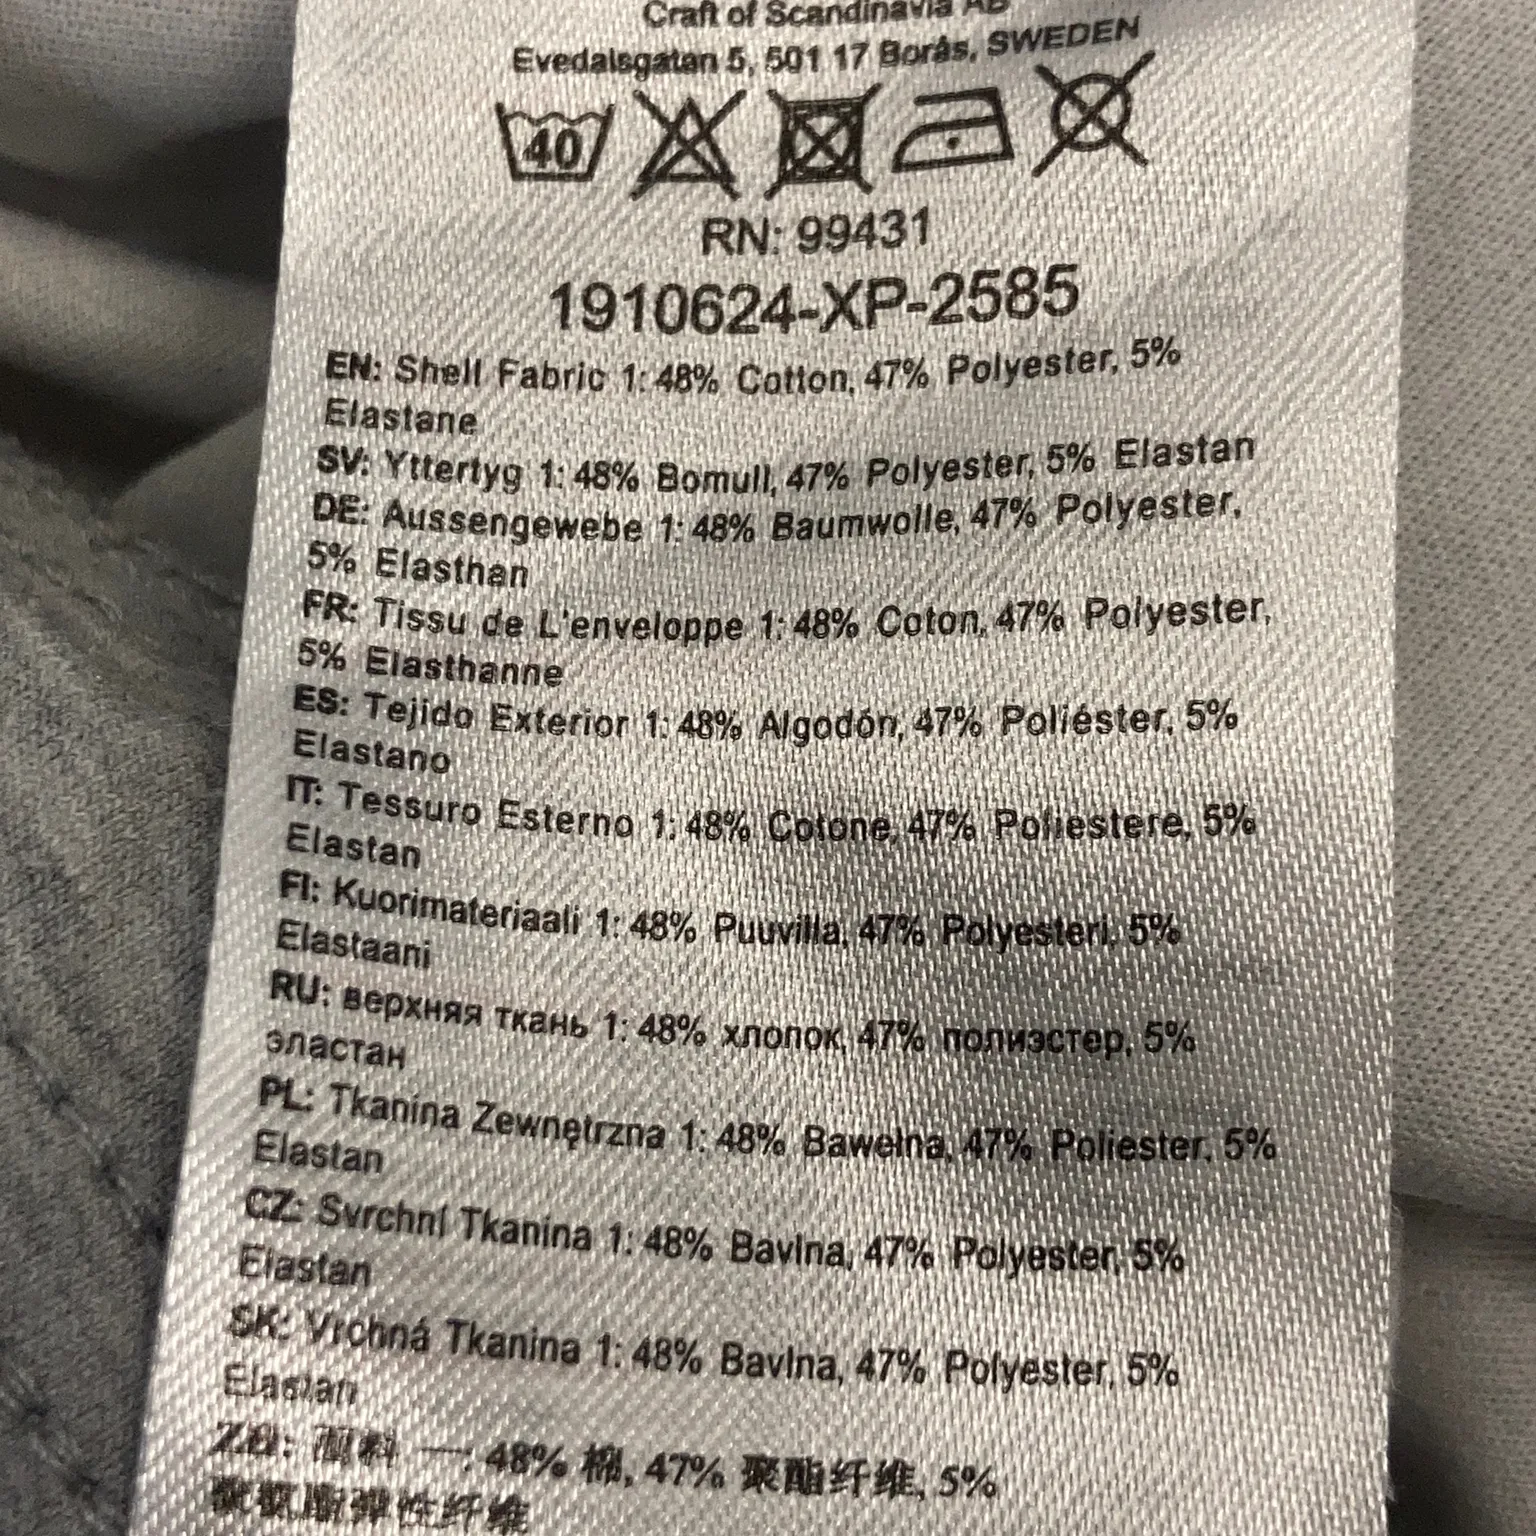 Craft of Scandinavia AB
Evedalsgatan 5, 501 17 Borås, SWEDEN
40
RN: 99431
1910624-XP-2585
EN: Shell Fabric 1: 48% Cotton, 47% Polyester, 5%
Elastane
SV: Yttertyg 1: 48% Bomull, 47% Polyester, 5% Elastan
DE: Aussengewebe 1: 48% Baumwolle, 47% Polyester,
5% Elasthan
FR: Tissu de L'enveloppe 1: 48% Coton, 47% Polyester,
5% Elasthanne
ES: Tejido Exterior 1: 48% Algodón, 47% Poliéster, 5%
Elastano
IT: Tessuro Esterno 1: 48% Cotone, 47% Poliestere, 5%
Elastan
FI: Kuorimateriaali 1: 48% Puuvilla, 47% Polyesteri, 5%
Elastaani
RU: верхняя ткань 1: 48% хлопок, 47% полиэстер, 5%
эластан
PL: Tkanina Zewnętrzna 1: 48% Bawełna, 47% Poliester, 5%
Elastan
CZ: Svrchní Tkanina 1: 48% Bavlna, 47% Polyester, 5%
Elastan
SK: Vrchná Tkanina 1: 48% Bavlna, 47% Polyester, 5%
Elastan
面料 一: 48% 棉, 47% 聚酯纤维, 5%
聚氨酯弹性纤维